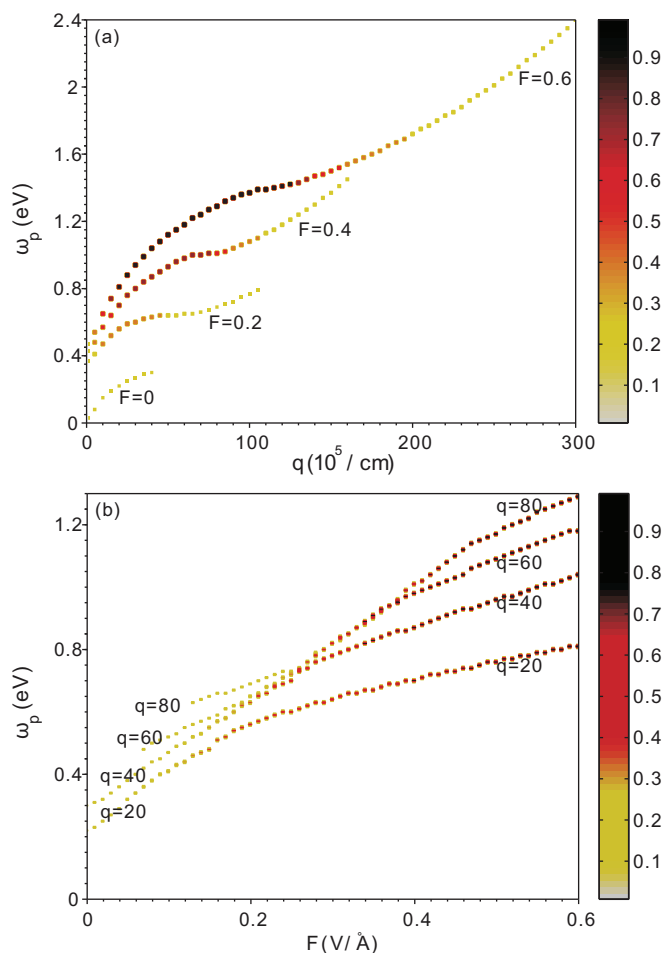 (a)
2.4
2
1.6
1.2
0.8
0.4
0
ωp (eV)
F=0.6
F=0.4
F=0.2
F=0
0 100 200 300
q (10^5 / cm)
0.9
0.8
0.7
0.6
0.5
0.4
0.3
0.2
0.1
(b)
1.2
0.8
0.4
0
ωp (eV)
q=80
q=60
q=40
q=20
q=80
q=60
q=40
q=20
0 0.2 0.4 0.6
F (V/Å)
0.9
0.8
0.7
0.6
0.5
0.4
0.3
0.2
0.1